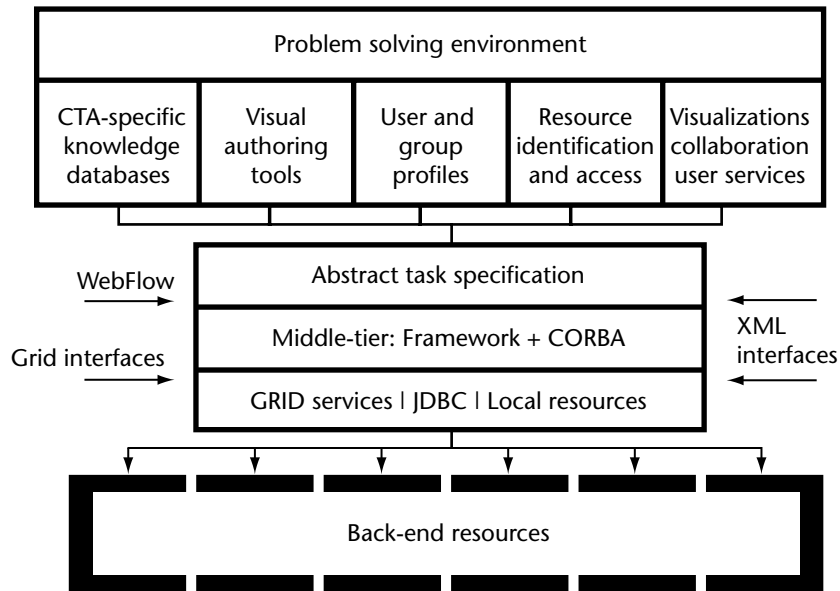 Problem solving environment
CTA-specific
knowledge
databases
Visual
authoring
tools
User and
group
profiles
Resource
identification
and access
Visualizations
collaboration
user services
Abstract task specification
WebFlow
Middle-tier: Framework + CORBA
XML
interfaces
Grid interfaces
GRID services | JDBC | Local resources
Back-end resources